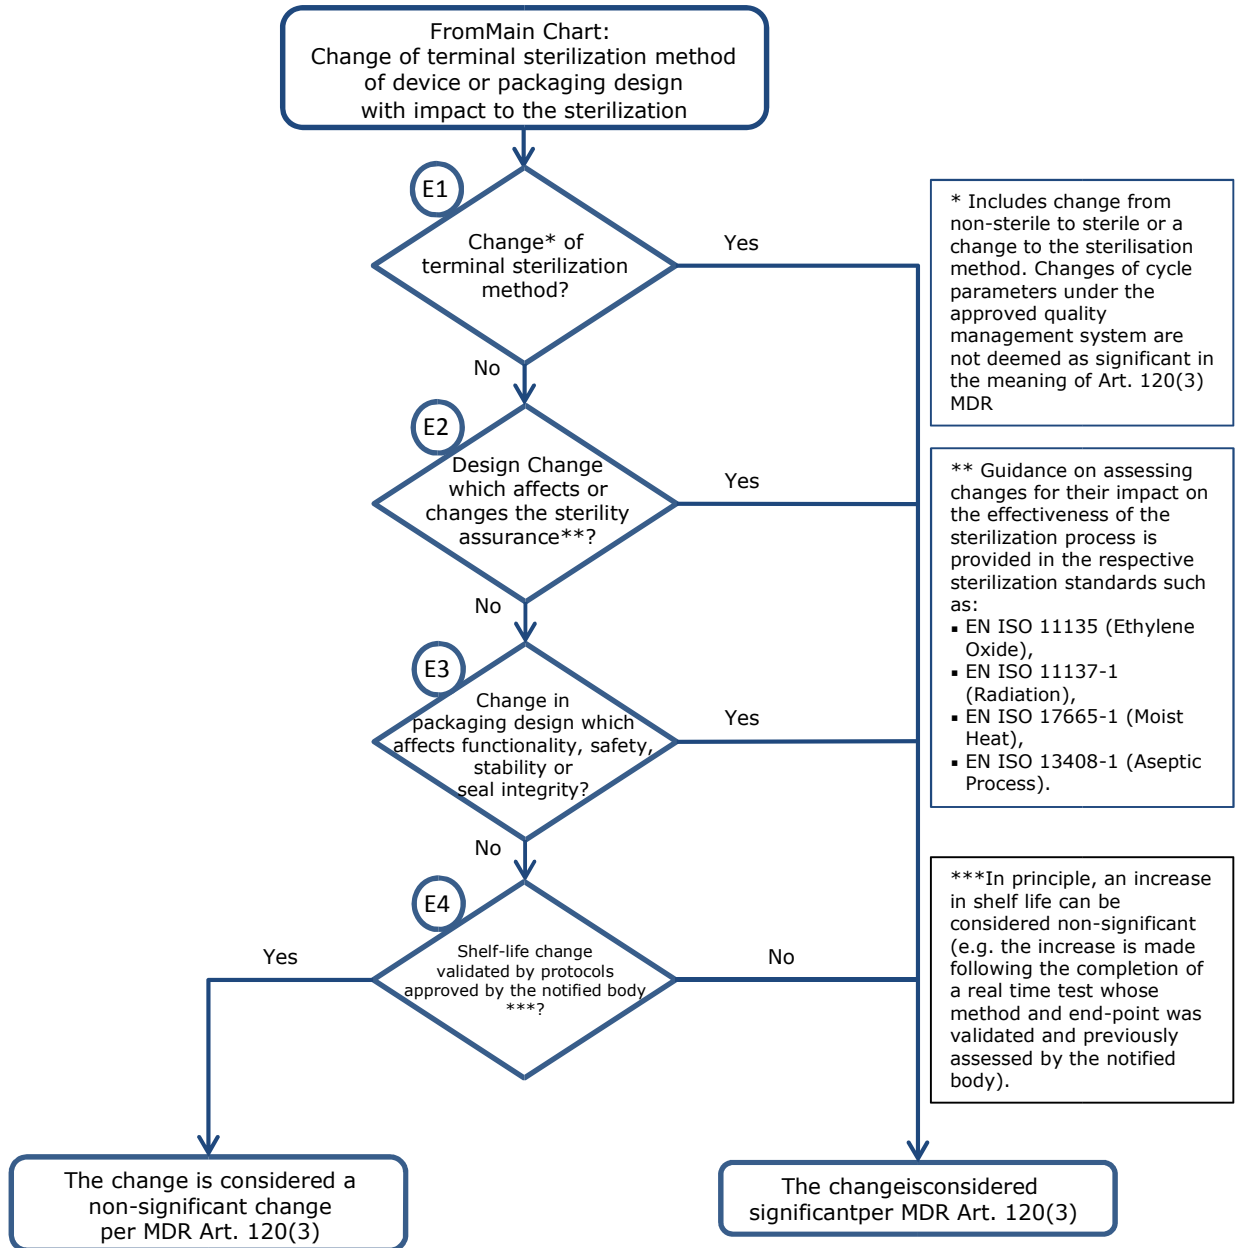 FromMain Chart:
Change of terminal sterilization method
of device or packaging design
with impact to the sterilization
E1
Change* of
terminal sterilization
method?
Yes
No
* Includes change from
non-sterile to sterile or a
change to the sterilisation
method. Changes of cycle
parameters under the
approved quality
management system are
not deemed as significant in
the meaning of Art. 120(3)
MDR
E2
Design Change
which affects or
changes the sterility
assurance**?
Yes
No
** Guidance on assessing
changes for their impact on
the effectiveness of the
sterilization process is
provided in the respective
sterilization standards such
as:
▪ EN ISO 11135 (Ethylene
Oxide),
▪ EN ISO 11137-1
(Radiation),
▪ EN ISO 17665-1 (Moist
Heat),
▪ EN ISO 13408-1 (Aseptic
Process).
E3
Change in
packaging design which
affects functionality, safety,
stability or
seal integrity?
Yes
No
E4
Shelf-life change
validated by protocols
approved by the notified body
***?
Yes
No
***In principle, an increase
in shelf life can be
considered non-significant
(e.g. the increase is made
following the completion of
a real time test whose
method and end-point was
validated and previously
assessed by the notified
body).
The change is considered a
non-significant change
per MDR Art. 120(3)
The changeisconsidered
significantper MDR Art. 120(3)